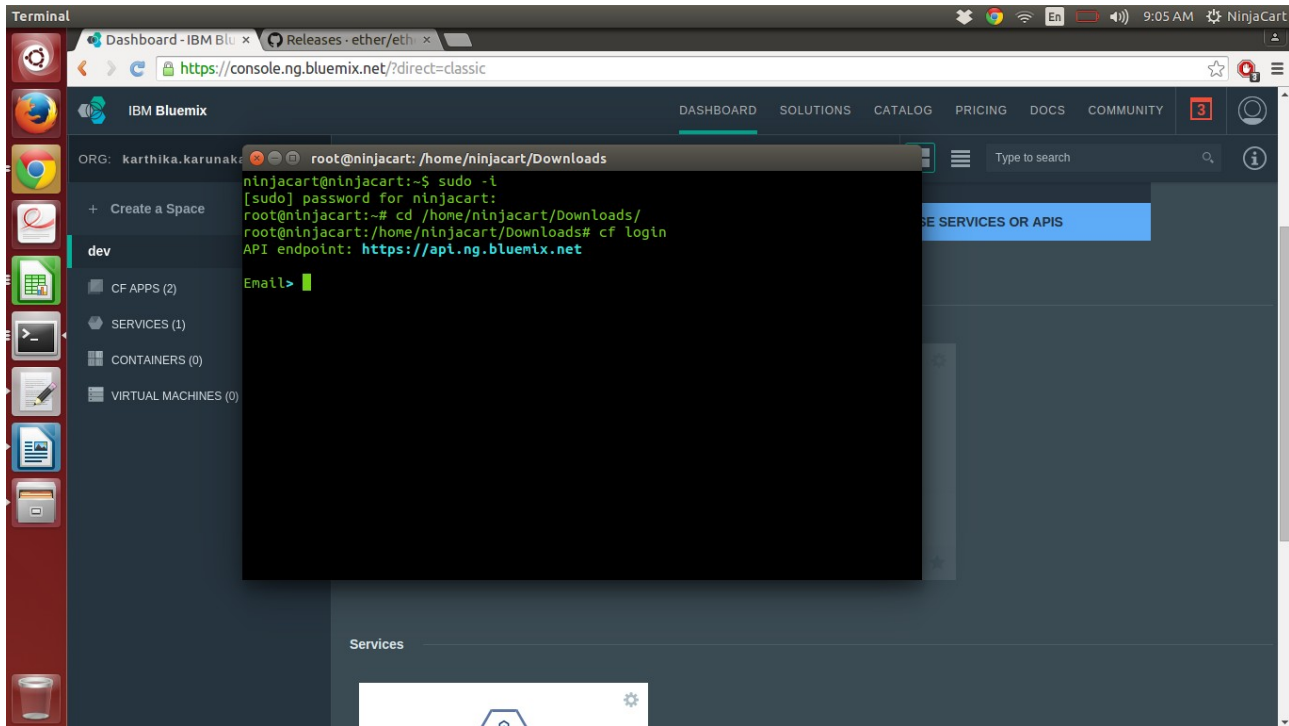 Terminal
En
9:05 AM
NinjaCart
Dashboard - IBM Blu
Releases · ether/eth
https://console.ng.bluemix.net/?direct=classic
3
IBM Bluemix
DASHBOARD
SOLUTIONS
CATALOG
PRICING
DOCS
COMMUNITY
3
ORG: karthika.karunaka
root@ninjacart: /home/ninjacart/Downloads
Type to search
ninjacart@ninjacart:~$ sudo -i
[sudo] password for ninjacart:
root@ninjacart:~# cd /home/ninjacart/Downloads/
root@ninjacart:/home/ninjacart/Downloads# cf login
API endpoint: https://api.ng.bluemix.net
Email>
+ Create a Space
SE SERVICES OR APIS
dev
CF APPS (2)
SERVICES (1)
CONTAINERS (0)
VIRTUAL MACHINES (0)
Services